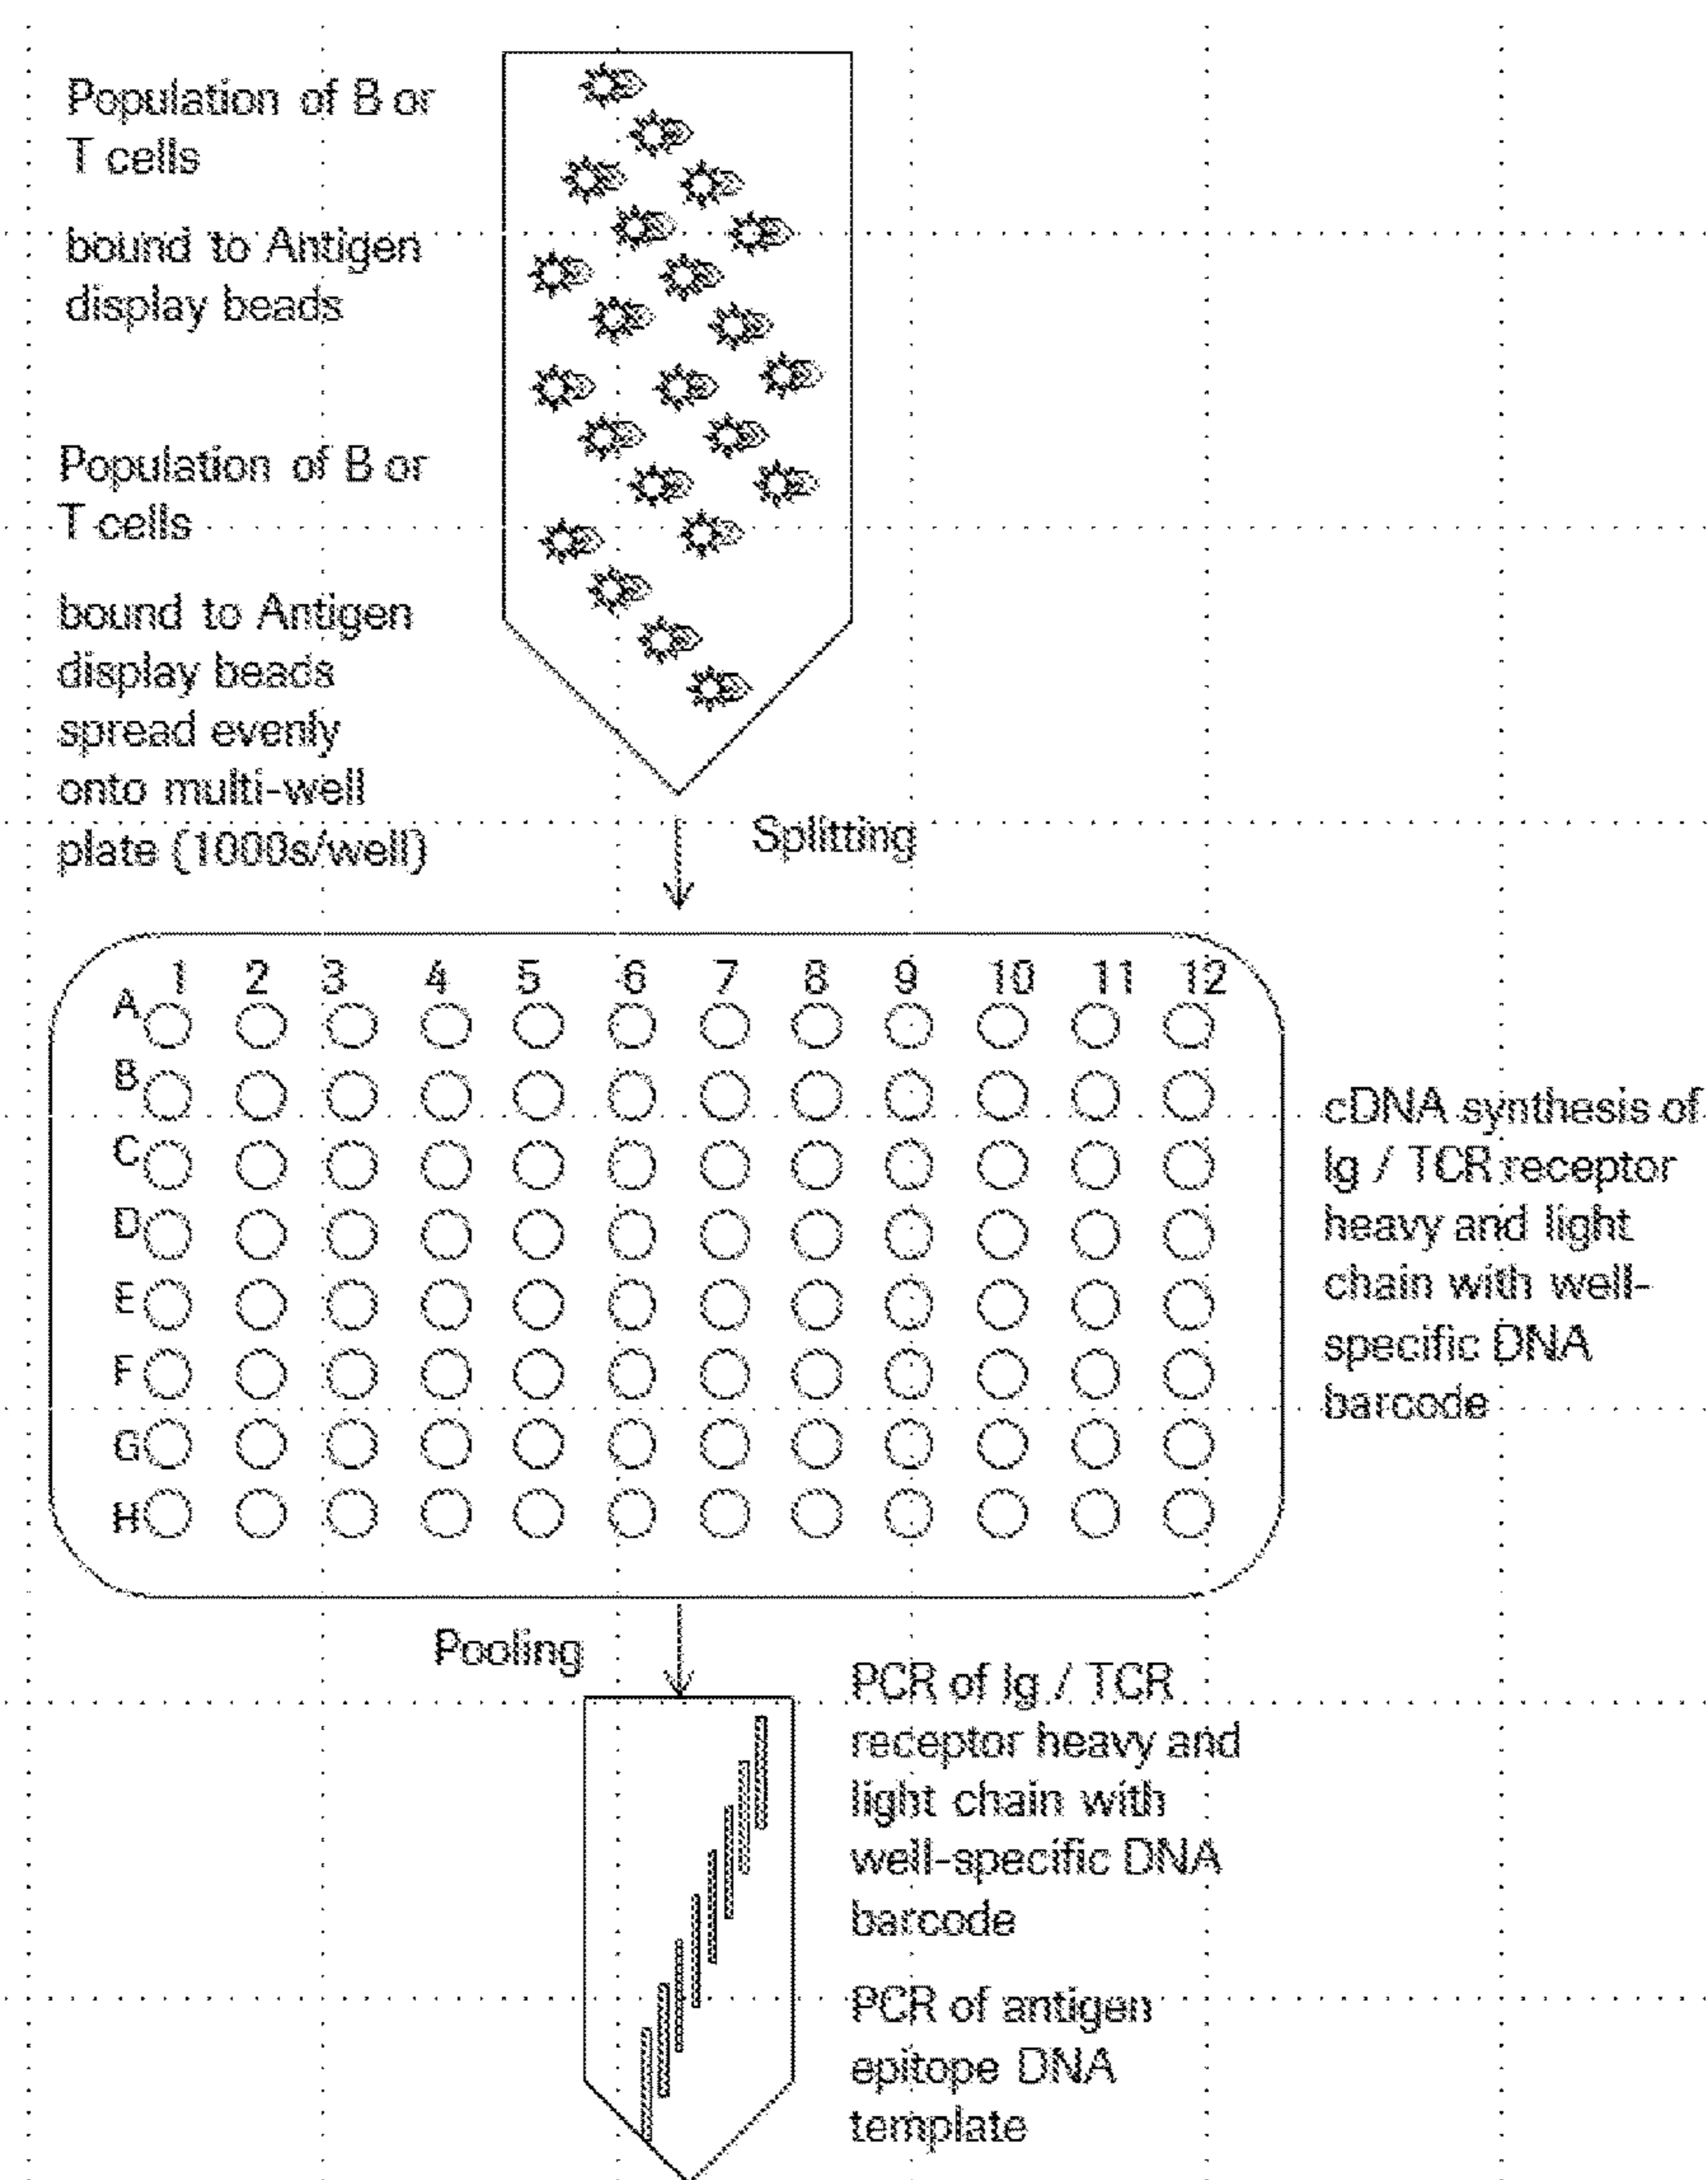 Population of B or
T cells
bound to Antigen
display beads
Population of B or
T cells
bound to Antigen
display beads
spread evenly
onto multi-well
plate (1000s/well)
Splitting
1 2 3 4 5 6 7 8 9 10 11 12
A
B
C
D
E
F
G
H
cDNA synthesis of
Ig / TCR receptor
heavy and light
chain with well-
specific DNA
barcode
Pooling
PCR of Ig / TCR
receptor heavy and
light chain with
well-specific DNA
barcode
PCR of antigen
epitope DNA
template